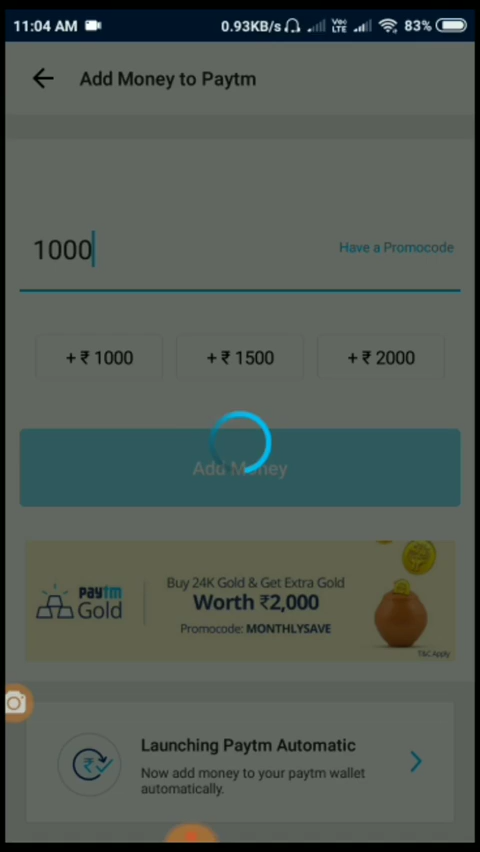 11:04 AM 0.93KB/s Vo) LTE 83%
Add Money to Paytm
1000 Have a Promocode
+ ₹ 1000 + ₹ 1500 + ₹ 2000
Add Money
paytm Gold
Buy 24K Gold & Get Extra Gold
Worth ₹2,000
Promocode: MONTHLYSAVE
T&C Apply
Launching Paytm Automatic
Now add money to your paytm wallet
automatically.